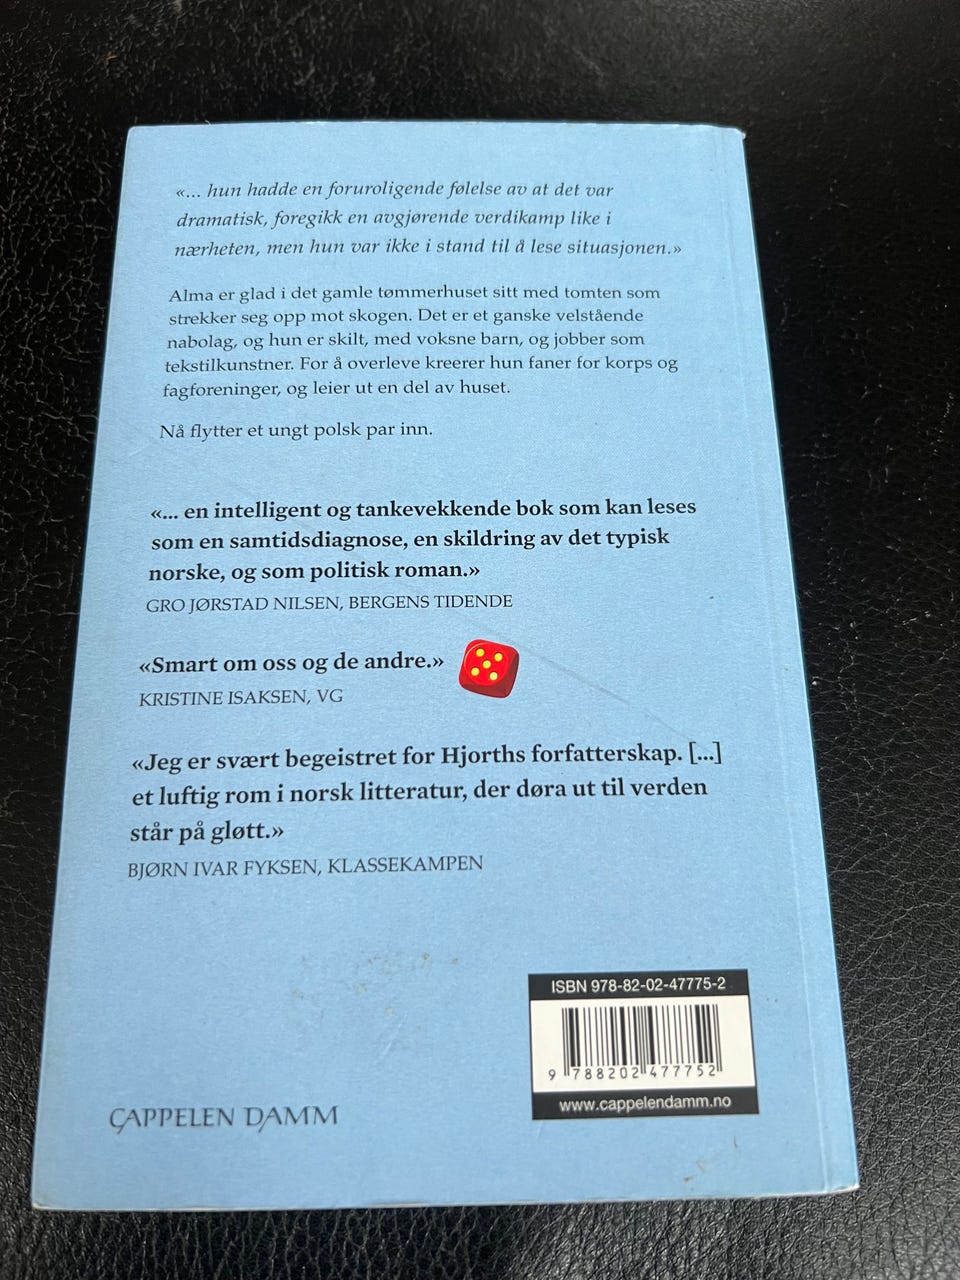 «... hun hadde en foruroligende følelse av at det var
dramatisk, foregikk en avgjørende verdikamp like i
nærheten, men hun var ikke i stand til å lese situasjonen.»
Alma er glad i det gamle tømmerhuset sitt med tomten som
strekker seg opp mot skogen. Det er et ganske velstående
nabolag, og hun er skilt, med voksne barn, og jobber som
tekstilkunstner. For å overleve kreerer hun faner for korps og
fagforeninger, og leier ut en del av huset.
Nå flytter et ungt polsk par inn.
«... en intelligent og tankevekkende bok som kan leses
som en samtidsdiagnose, en skildring av det typisk
norske, og som politisk roman.»
GRO JØRSTAD NILSEN, BERGENS TIDENDE
«Smart om oss og de andre.»
KRISTINE ISAKSEN, VG
«Jeg er svært begeistret for Hjorths forfatterskap. [...]
et luftig rom i norsk litteratur, der døra ut til verden
står på gløtt.»
BJØRN IVAR FYKSEN, KLASSEKAMPEN
ISBN 978-82-02-47775-2
9 788202 477752
www.cappelendamm.no
CAPPELEN DAMM